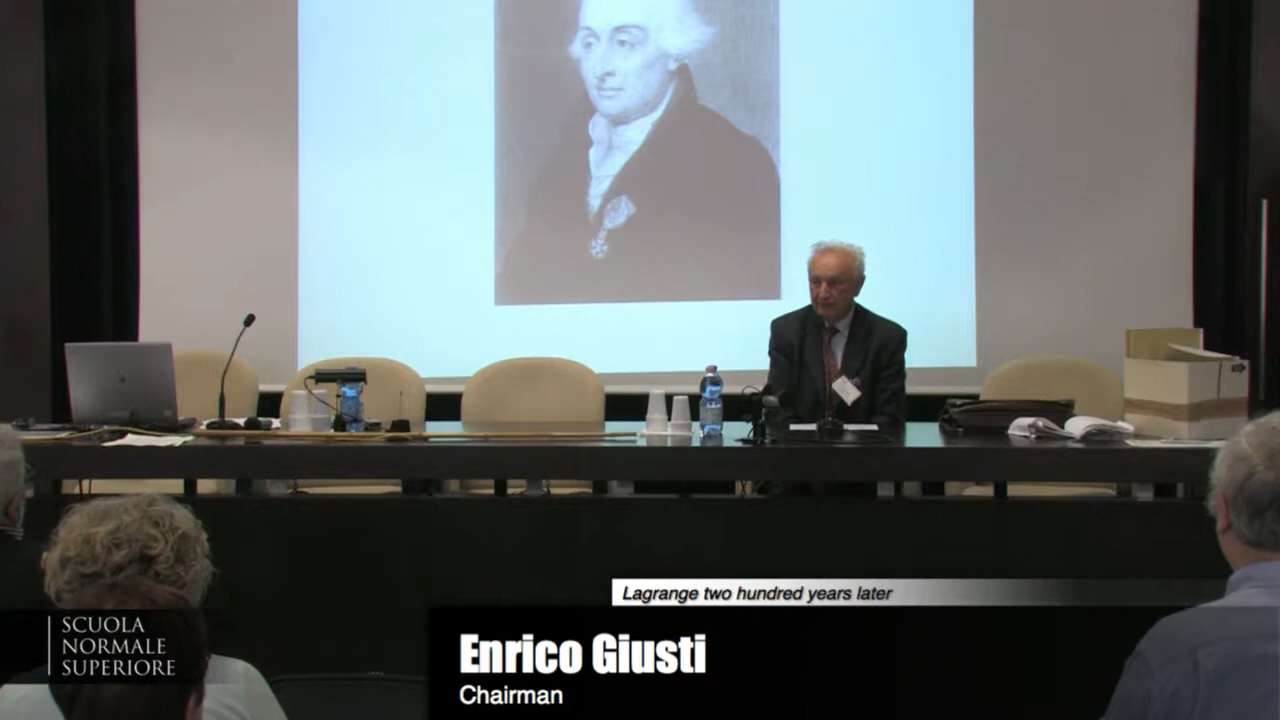 Lagrange two hundred years later
Enrico Giusti
Chairman
SCUOLA
NORMALE
SUPERIORE